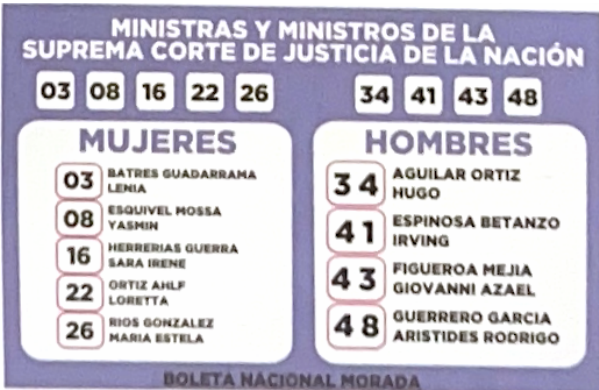 MINISTRAS Y MINISTROS DE LA
SUPREMA CORTE DE JUSTICIA DE LA NACIÓN
03 08 16 22 26
34 41 43 48
MUJERES
03 BATRES GUADARRAMA
LENIA
08 ESQUIVEL MOSSA
YASMIN
16 HERRERIAS GUERRA
SARA IRENE
22 ORTIZ AHLF
LORETTA
26 RIOS GONZALEZ
MARIA ESTELA
HOMBRES
34 AGUILAR ORTIZ
HUGO
41 ESPINOSA BETANZO
IRVING
43 FIGUEROA MEJIA
GIOVANNI AZAEL
48 GUERRERO GARCIA
ARISTIDES RODRIGO
BOLETA NACIONAL MORADA